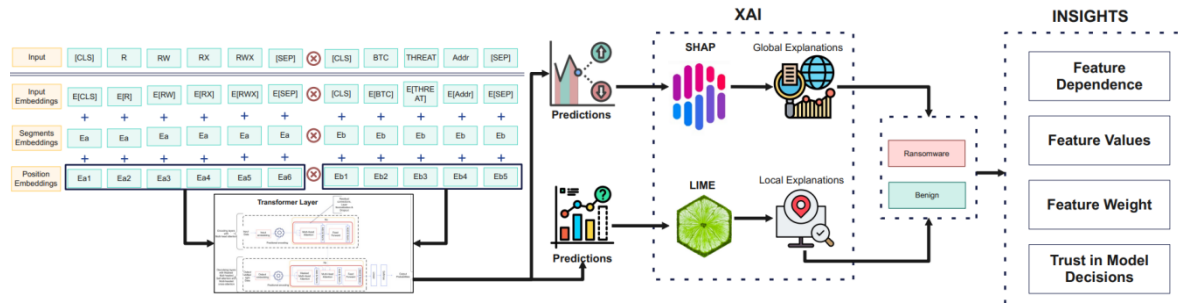 XAI
INSIGHTS
Input [CLS] R RW RX RWX [SEP] [CLS] BTC THREAT Addr [SEP]
Input
Embeddings
E[CLS] E[R] E[RW] E[RX] E[RWX] E[SEP] [CLS] E[BTC] E[THRE
AT] E[Addr] E[SEP]
+ + + + + + + + + + +
Segments
Embeddings
Ea Ea Ea Ea Ea Ea Eb Eb Eb Eb Eb
+ + + + + + + + + + +
Position
Embeddings
Ea1 Ea2 Ea3 Ea4 Ea5 Ea6 Eb1 Eb2 Eb3 Eb4 Eb5
Transformer Layer
Predictions
Predictions
SHAP
Global Explanations
LIME
Local Explanations
Ransomware
Benign
Feature
Dependence
Feature Values
Feature Weight
Trust in Model
Decisions